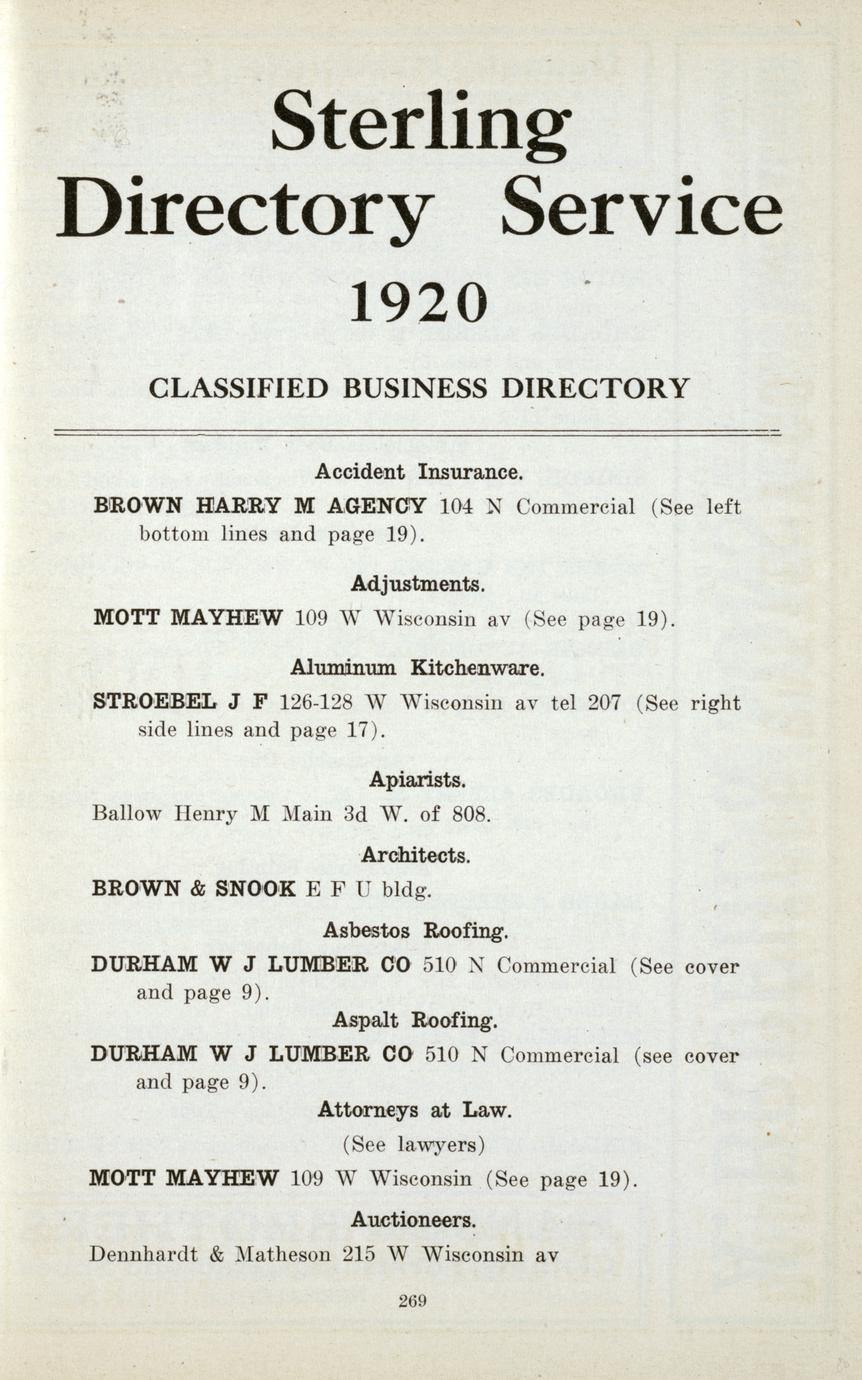 Sterling
Directory Service
1920
CLASSIFIED BUSINESS DIRECTORY
Accident Insurance.
BROWN HARRY M AGENCY 104 N Commercial (See left
bottom lines and page 19).
Adjustments.
MOTT MAYHEW 109 W Wisconsin av (See page 19).
Aluminum Kitchenware.
STROEBEL J F 126-128 W Wisconsin av tel 207 (See right
side lines and page 17).
Apiarists.
Ballow Henry M Main 3d W. of 808.
Architects.
BROWN & SNOOK E F U bldg.
Asbestos Roofing.
DURHAM W J LUMBER CO 510 N Commercial (See cover
and page 9).
Aspalt Roofing.
DURHAM W J LUMBER CO 510 N Commercial (see cover
and page 9).
Attorneys at Law.
(See lawyers)
MOTT MAYHEW 109 W Wisconsin (See page 19).
Auctioneers.
Dennhardt & Matheson 215 W Wisconsin av
269